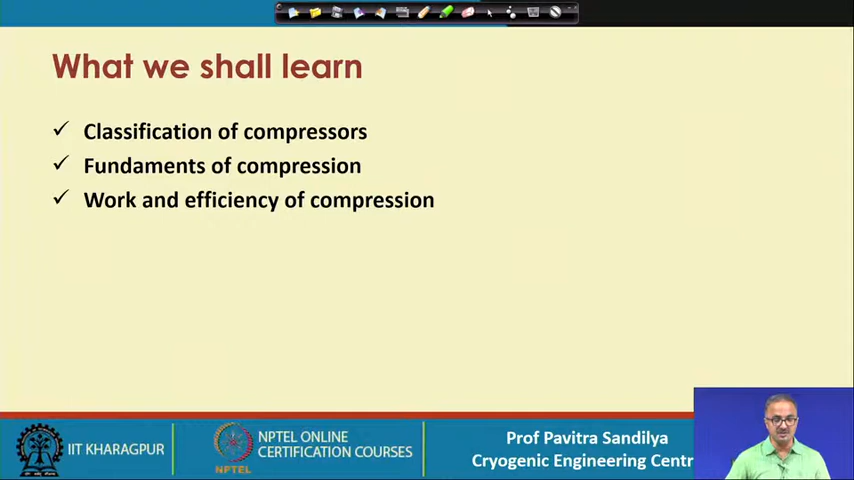 What we shall learn
✓ Classification of compressors
✓ Fundaments of compression
✓ Work and efficiency of compression
IIT KHARAGPUR
NPTEL
NPTEL ONLINE
CERTIFICATION COURSES
Prof Pavitra Sandilya
Cryogenic Engineering Centr